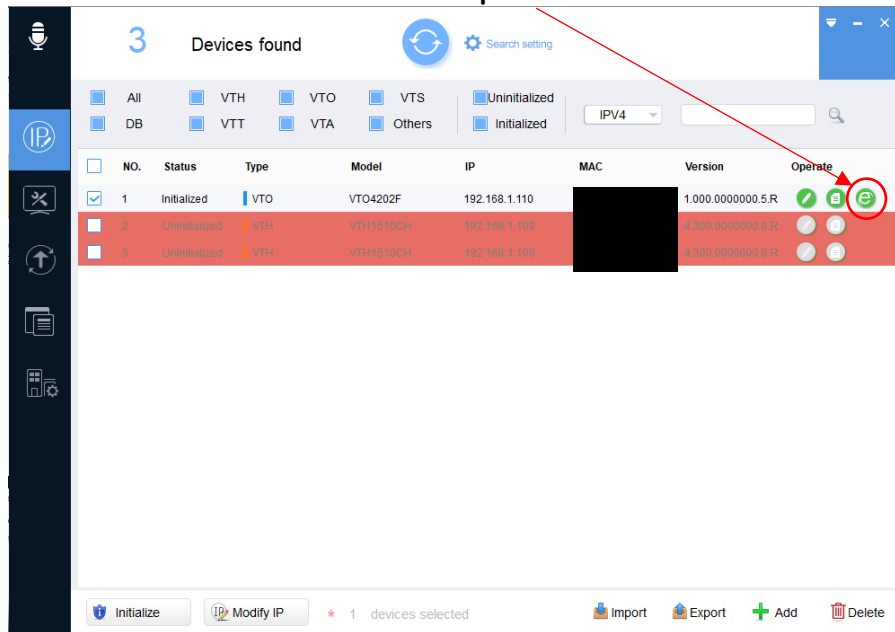 3 Devices found Search setting
All VTH VTO VTS Uninitialized
DB VTT VTA Others Initialized
IPV4
NO. Status Type Model IP MAC Version Operate
1 Initialized VTO VTO4202F 192.168.1.110 1.000.0000000.5.R
2 Uninitialized VTH VTH1510CH 192.168.1.109 4.300.0000000.8.R
3 Uninitialized VTH VTH1510CH 192.168.1.109 4.300.0000000.8.R
Initialize Modify IP * 1 devices selected Import Export Add Delete